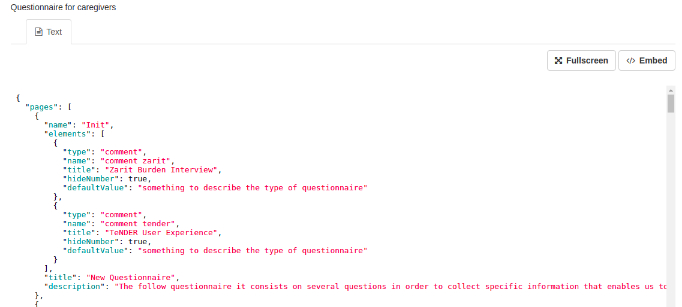 Questionnaire for caregivers
Text
Fullscreen
</> Embed
{
"pages": [
{
"name": "Init",
"elements": [
{
"type": "comment",
"name": "comment zarit",
"title": "Zarit Burden Interview",
"hideNumber": true,
"defaultValue": "something to describe the type of questionnaire"
},
{
"type": "comment",
"name": "comment tender",
"title": "TeNDER User Experience",
"hideNumber": true,
"defaultValue": "something to describe the type of questionnaire"
}
],
"title": "New Questionnaire",
"description": "The follow questionnaire it consists on several questions in order to collect specific information that enables us to
},
{